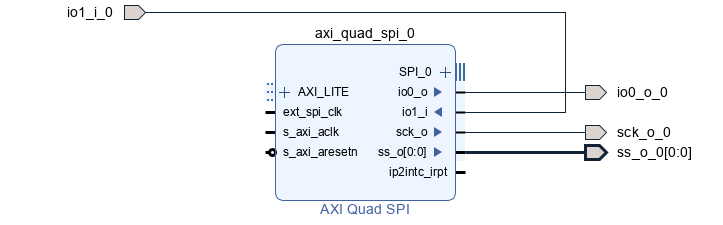 io1_i_0
axi_quad_spi_0
SPI_0
AXI_LITE
io0_o
io0_o_0
ext_spi_clk
io1_i
s_axi_aclk
sck_o
sck_o_0
s_axi_aresetn
ss_o[0:0]
ss_o_0[0:0]
ip2intc_irpt
AXI Quad SPI